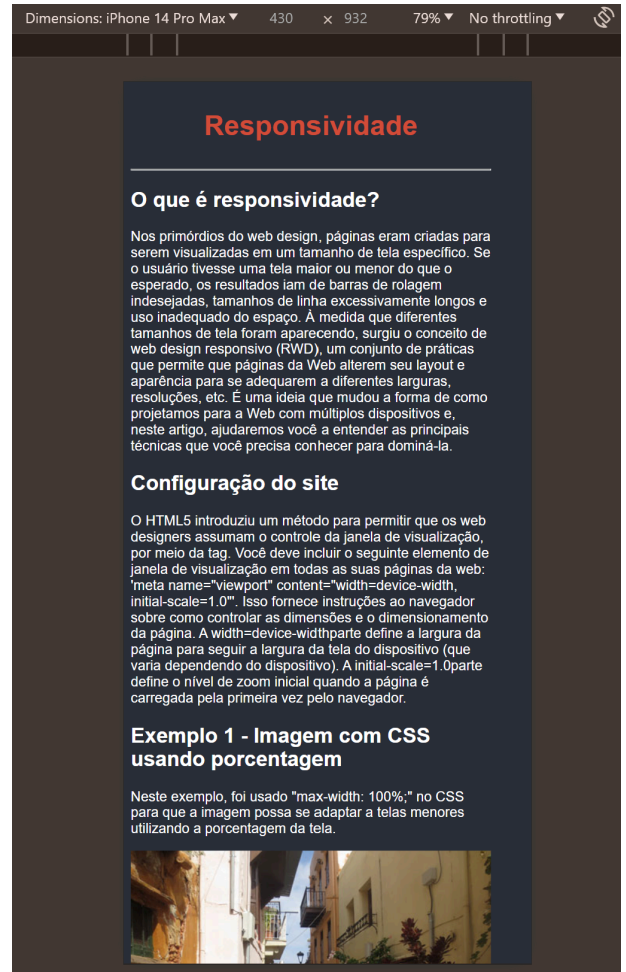 Dimensions: iPhone 14 Pro Max ▼ 430 × 932 79% ▼ No throttling ▼
Responsividade
O que é responsividade?
Nos primórdios do web design, páginas eram criadas para
serem visualizadas em um tamanho de tela específico. Se
o usuário tivesse uma tela maior ou menor do que o
esperado, os resultados iam de barras de rolagem
indesejadas, tamanhos de linha excessivamente longos e
uso inadequado do espaço. À medida que diferentes
tamanhos de tela foram aparecendo, surgiu o conceito de
web design responsivo (RWD), um conjunto de práticas
que permite que páginas da Web alterem seu layout e
aparência para se adequarem a diferentes larguras,
resoluções, etc. É uma ideia que mudou a forma de como
projetamos para a Web com múltiplos dispositivos e,
neste artigo, ajudaremos você a entender as principais
técnicas que você precisa conhecer para dominá-la.
Configuração do site
O HTML5 introduziu um método para permitir que os web
designers assumam o controle da janela de visualização,
por meio da tag. Você deve incluir o seguinte elemento de
janela de visualização em todas as suas páginas da web:
'meta name="viewport" content="width=device-width,
initial-scale=1.0"'. Isso fornece instruções ao navegador
sobre como controlar as dimensões e o dimensionamento
da página. A width=device-widthparte define a largura da
página para seguir a largura da tela do dispositivo (que
varia dependendo do dispositivo). A initial-scale=1.0parte
define o nível de zoom inicial quando a página é
carregada pela primeira vez pelo navegador.
Exemplo 1 - Imagem com CSS
usando porcentagem
Neste exemplo, foi usado "max-width: 100%;" no CSS
para que a imagem possa se adaptar a telas menores
utilizando a porcentagem da tela.